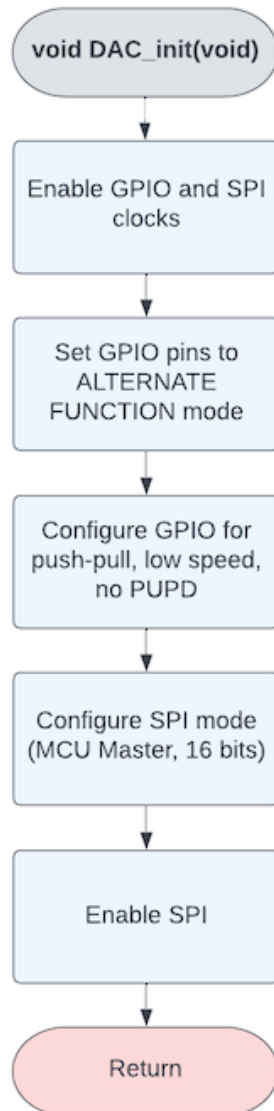 void DAC_init(void)
Enable GPIO and SPI
clocks
Set GPIO pins to
ALTERNATE
FUNCTION mode
Configure GPIO for
push-pull, low speed,
no PUPD
Configure SPI mode
(MCU Master, 16 bits)
Enable SPI
Return